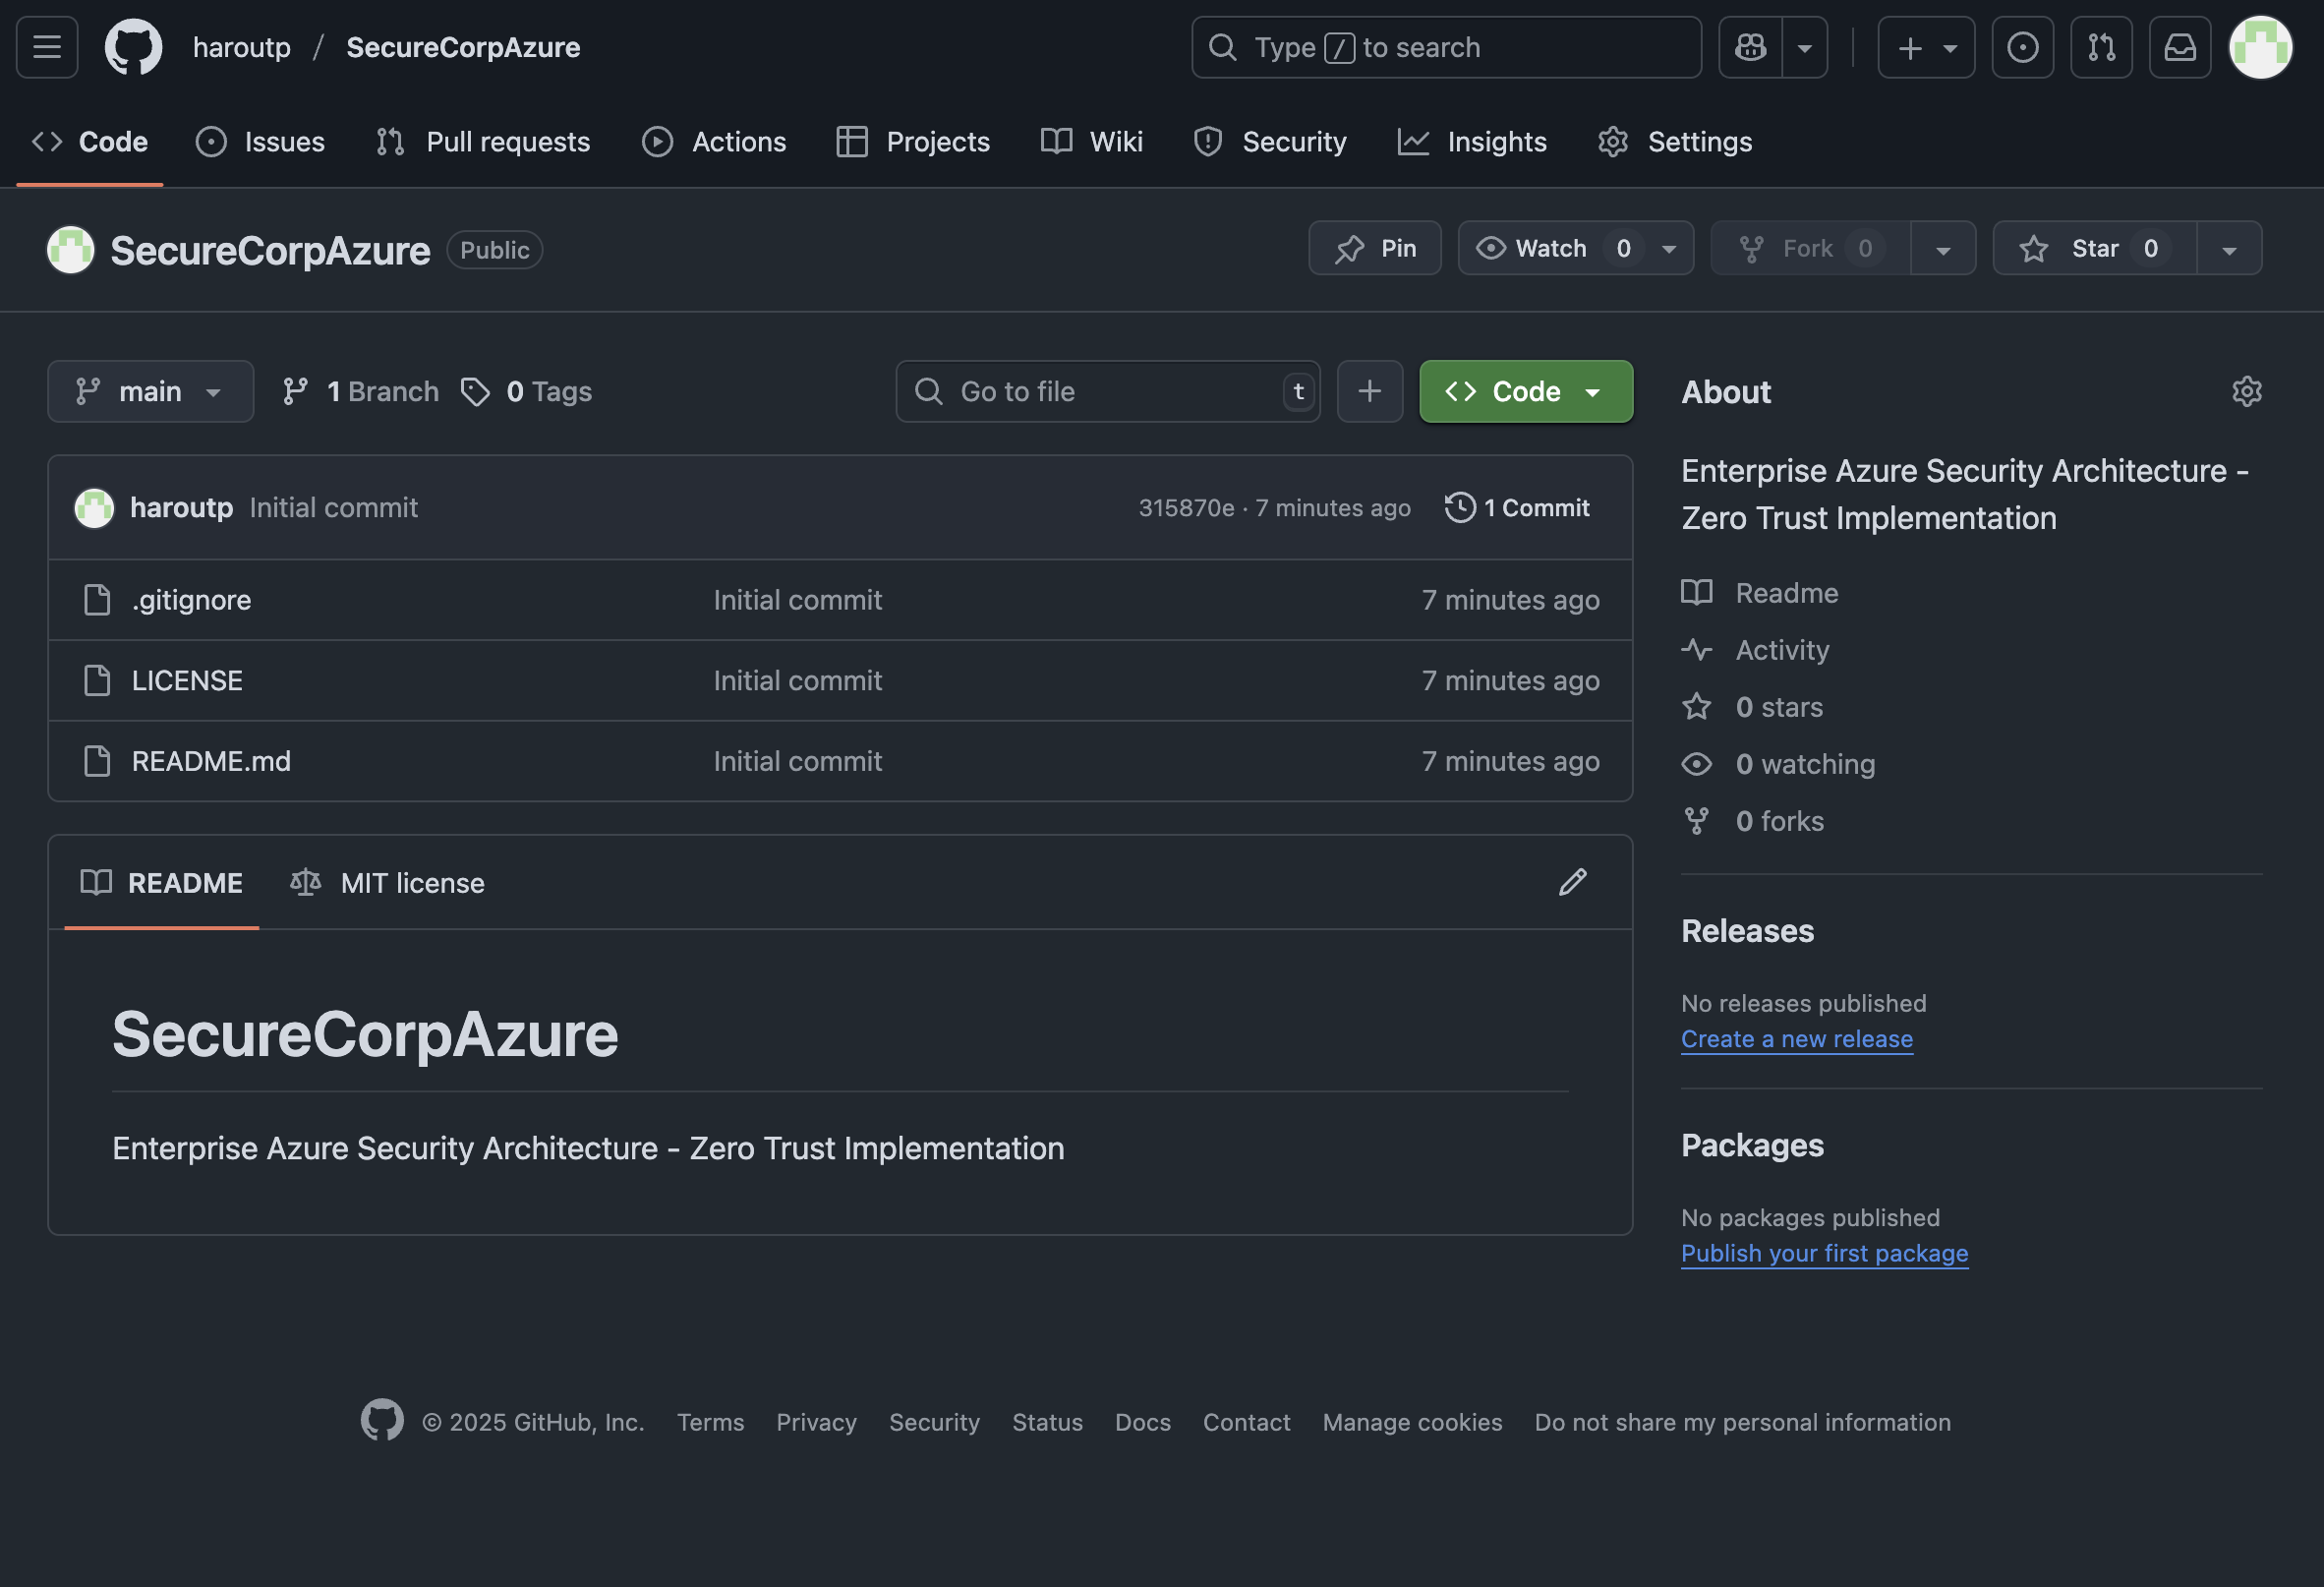 haroutp / SecureCorpAzure
Type / to search
Code Issues Pull requests Actions Projects Wiki Security Insights Settings
SecureCorpAzure Public
Pin Watch 0 Fork 0 Star 0
main 1 Branch 0 Tags
Go to file t
Code
haroutp Initial commit 315870e · 7 minutes ago 1 Commit
.gitignore Initial commit 7 minutes ago
LICENSE Initial commit 7 minutes ago
README.md Initial commit 7 minutes ago
README MIT license
SecureCorpAzure
Enterprise Azure Security Architecture - Zero Trust Implementation
About
Enterprise Azure Security Architecture -
Zero Trust Implementation
Readme
Activity
0 stars
0 watching
0 forks
Releases
No releases published
Create a new release
Packages
No packages published
Publish your first package
© 2025 GitHub, Inc. Terms Privacy Security Status Docs Contact Manage cookies Do not share my personal information